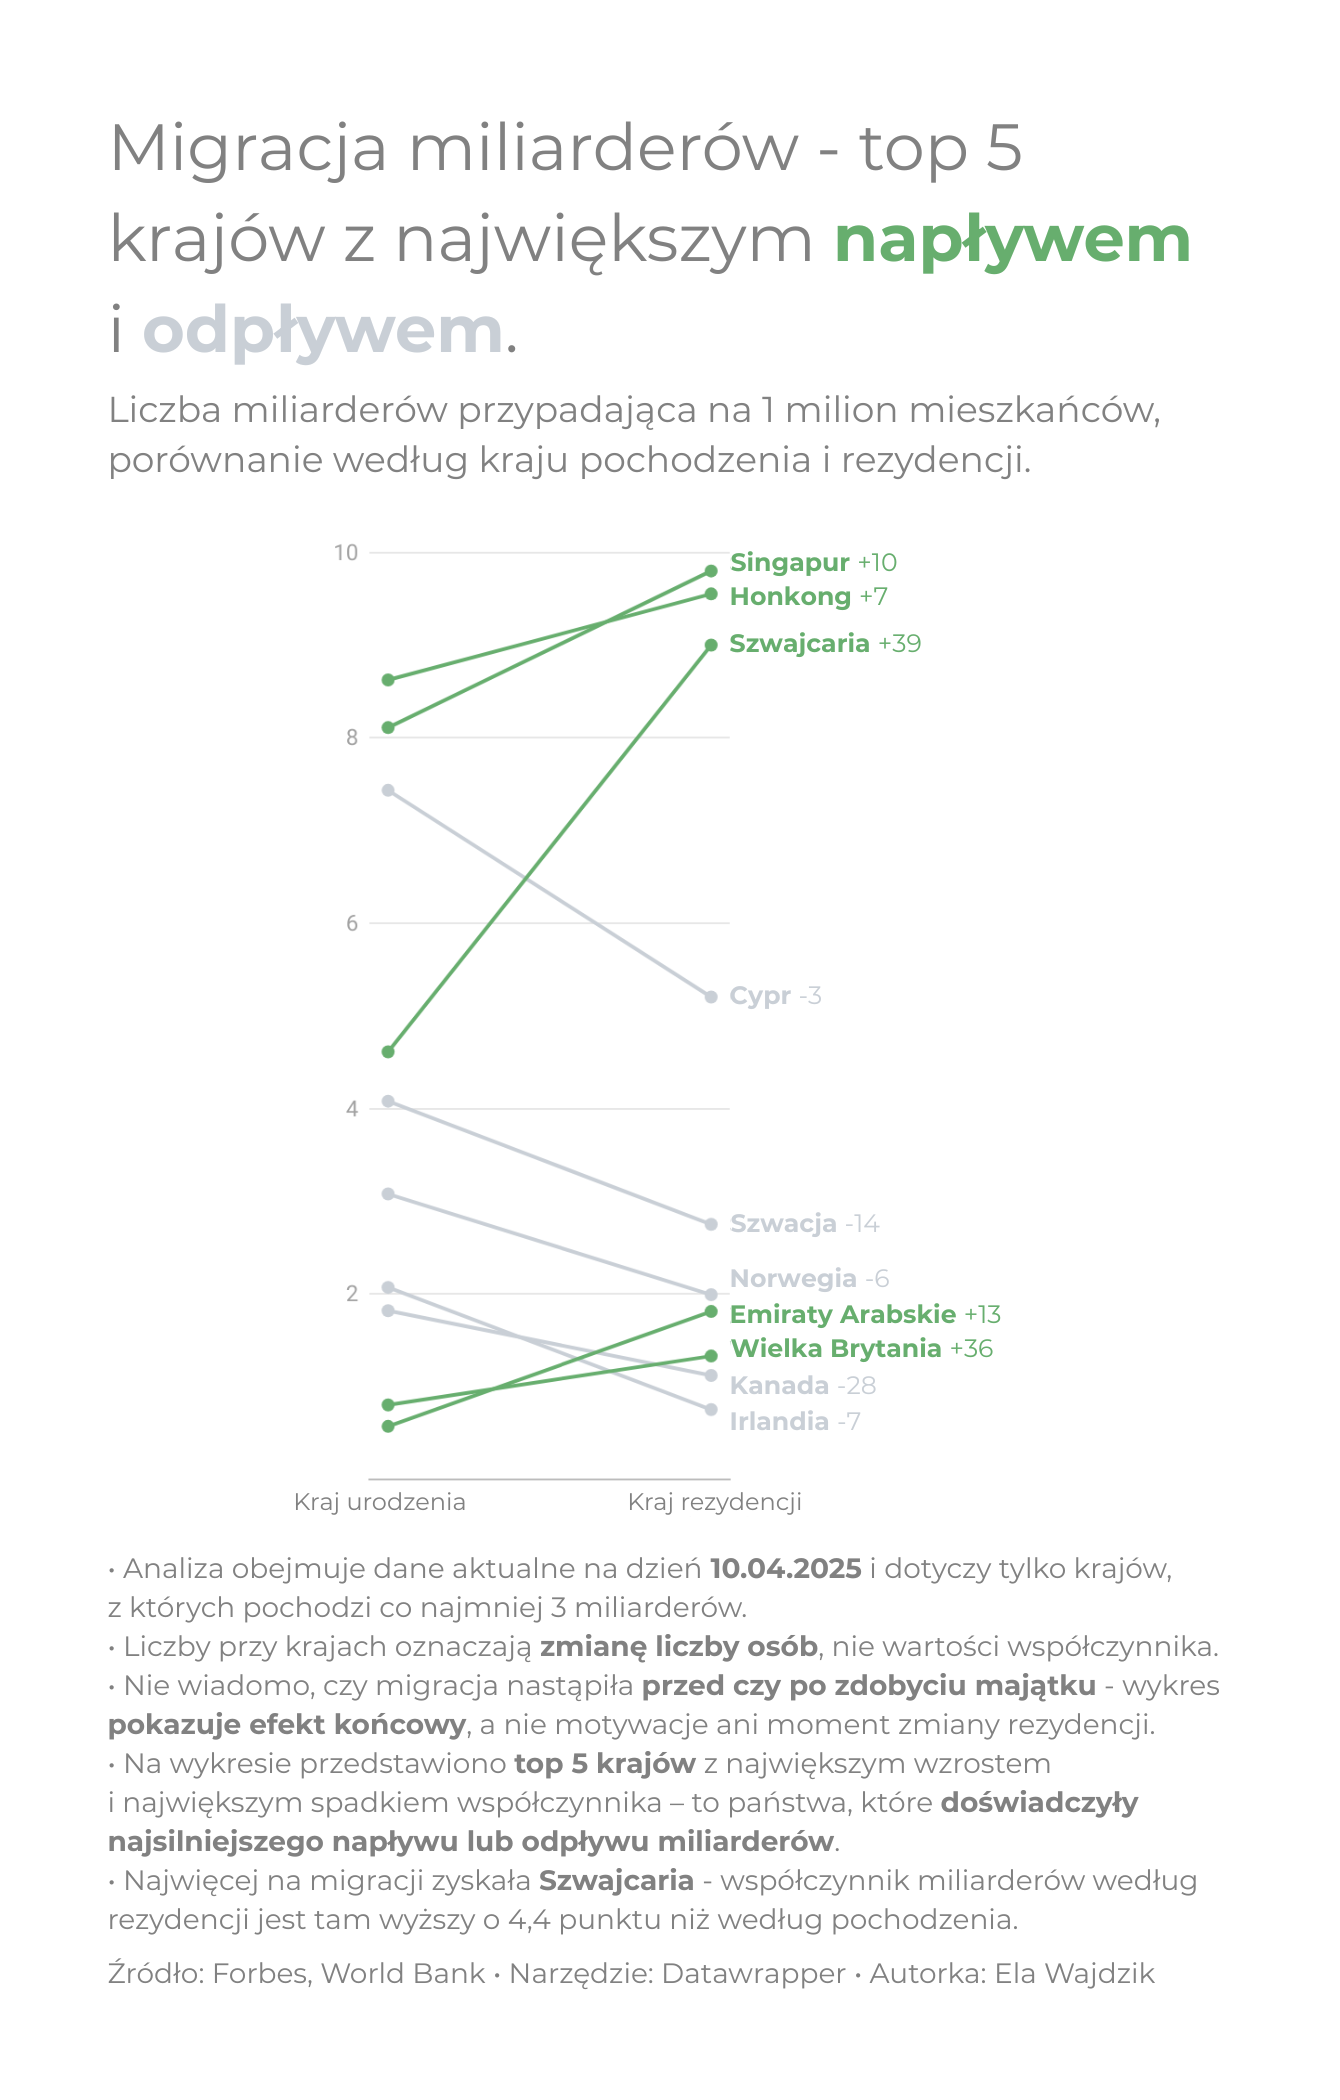 Migracja miliarderów - top 5
krajów z największym napływem
i odpływem.
Liczba miliarderów przypadająca na 1 milion mieszkańców,
porównanie według kraju pochodzenia i rezydencji.
10
Singapur +10
Honkong +7
Szwajcaria +39
8
6
Cypr -3
4
Szwacja -14
Norwegia -6
2
Emiraty Arabskie +13
Wielka Brytania +36
Kanada -28
Irlandia -7
Kraj urodzenia Kraj rezydencji
• Analiza obejmuje dane aktualne na dzień 10.04.2025 i dotyczy tylko krajów,
z których pochodzi co najmniej 3 miliarderów.
• Liczby przy krajach oznaczają zmianę liczby osób, nie wartości współczynnika.
• Nie wiadomo, czy migracja nastąpiła przed czy po zdobyciu majątku - wykres
pokazuje efekt końcowy, a nie motywacje ani moment zmiany rezydencji.
• Na wykresie przedstawiono top 5 krajów z największym wzrostem
i największym spadkiem współczynnika – to państwa, które doświadczyły
najsilniejszego napływu lub odpływu miliarderów.
• Najwięcej na migracji zyskała Szwajcaria - współczynnik miliarderów według
rezydencji jest tam wyższy o 4,4 punktu niż według pochodzenia.
Źródło: Forbes, World Bank • Narzędzie: Datawrapper • Autorka: Ela Wajdzik